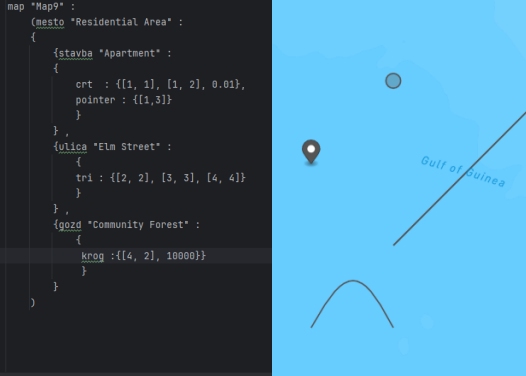 map "Map9" :
(mesto "Residential Area" :
{
{stavba "Apartment" :
{
crt  : {[1, 1], [1, 2], 0.01},
pointer : {[1,3]}
}
} ,
{ulica "Elm Street" :
{
tri : {[2, 2], [3, 3], [4, 4]}
}
} ,
{gozd "Community Forest" :
{
krog :{[4, 2], 10000}}
}
}
)
Gulf of Guinea